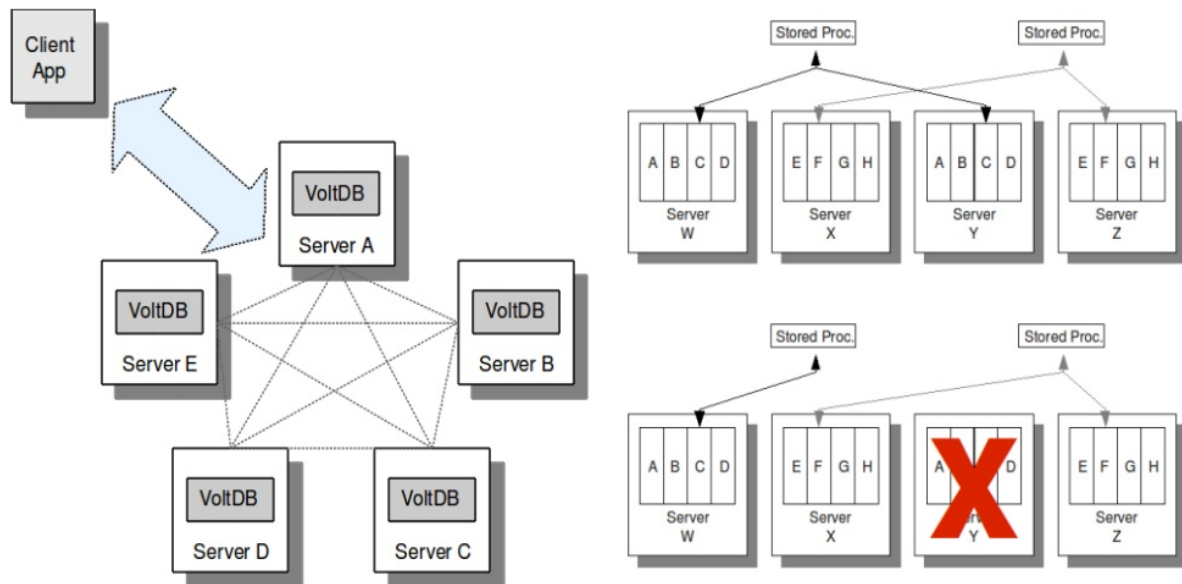 Client
App
VoltDB
Server A
VoltDB
Server E
VoltDB
Server B
VoltDB
Server D
VoltDB
Server C
Stored Proc.
Stored Proc.
A B C D
Server
W
E F G H
Server
X
A B C D
Server
Y
E F G H
Server
Z
Stored Proc.
Stored Proc.
A B C D
Server
W
E F G H
Server
X
A D
Y
E F G H
Server
Z